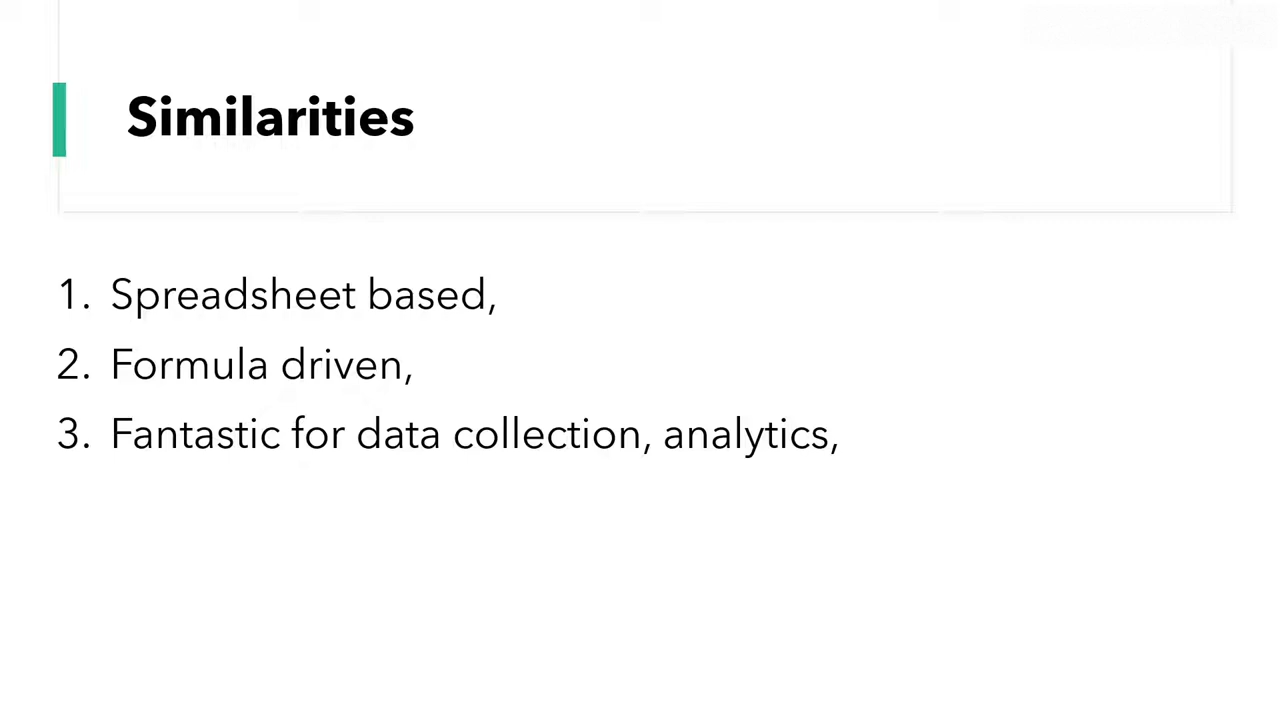 Similarities
1. Spreadsheet based,
2. Formula driven,
3. Fantastic for data collection, analytics,